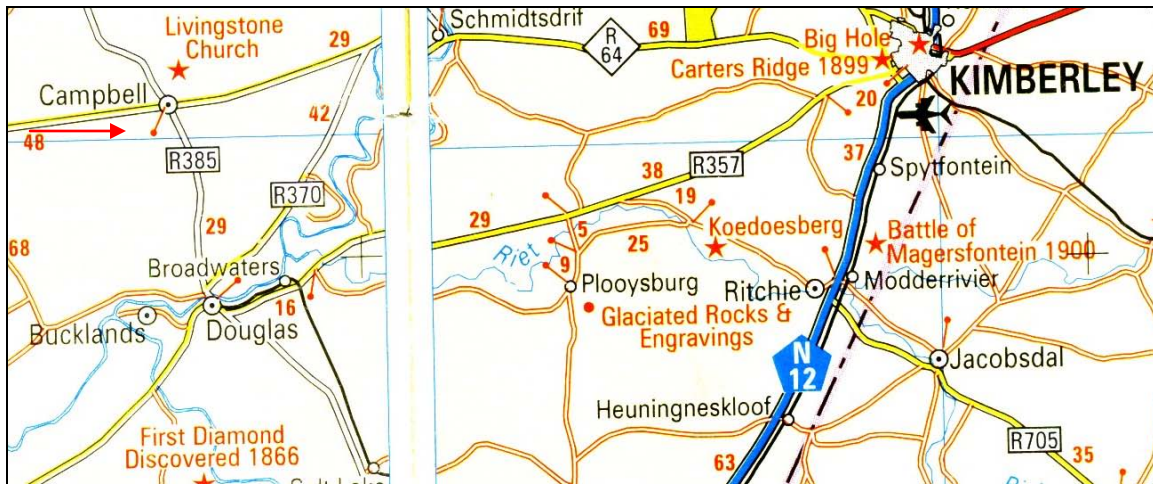 Livingstone
Church
29
Schmidtsdrif
R
64
69
Big Hole
Carters Ridge 1899
KIMBERLEY
20
Campbell
48
42
R385
R370
38
R357
37
Spytfontein
19
29
29
5
Koedoesberg
25
Battle of
Magersfontein 1900
68
Riet
9
Broadwaters
16
Plooysburg
Ritchie
Modderrivier
Bucklands
Douglas
Glaciated Rocks &
Engravings
N
12
Jacobsdal
Heuningneskloof
First Diamond
Discovered 1866
63
R705
35